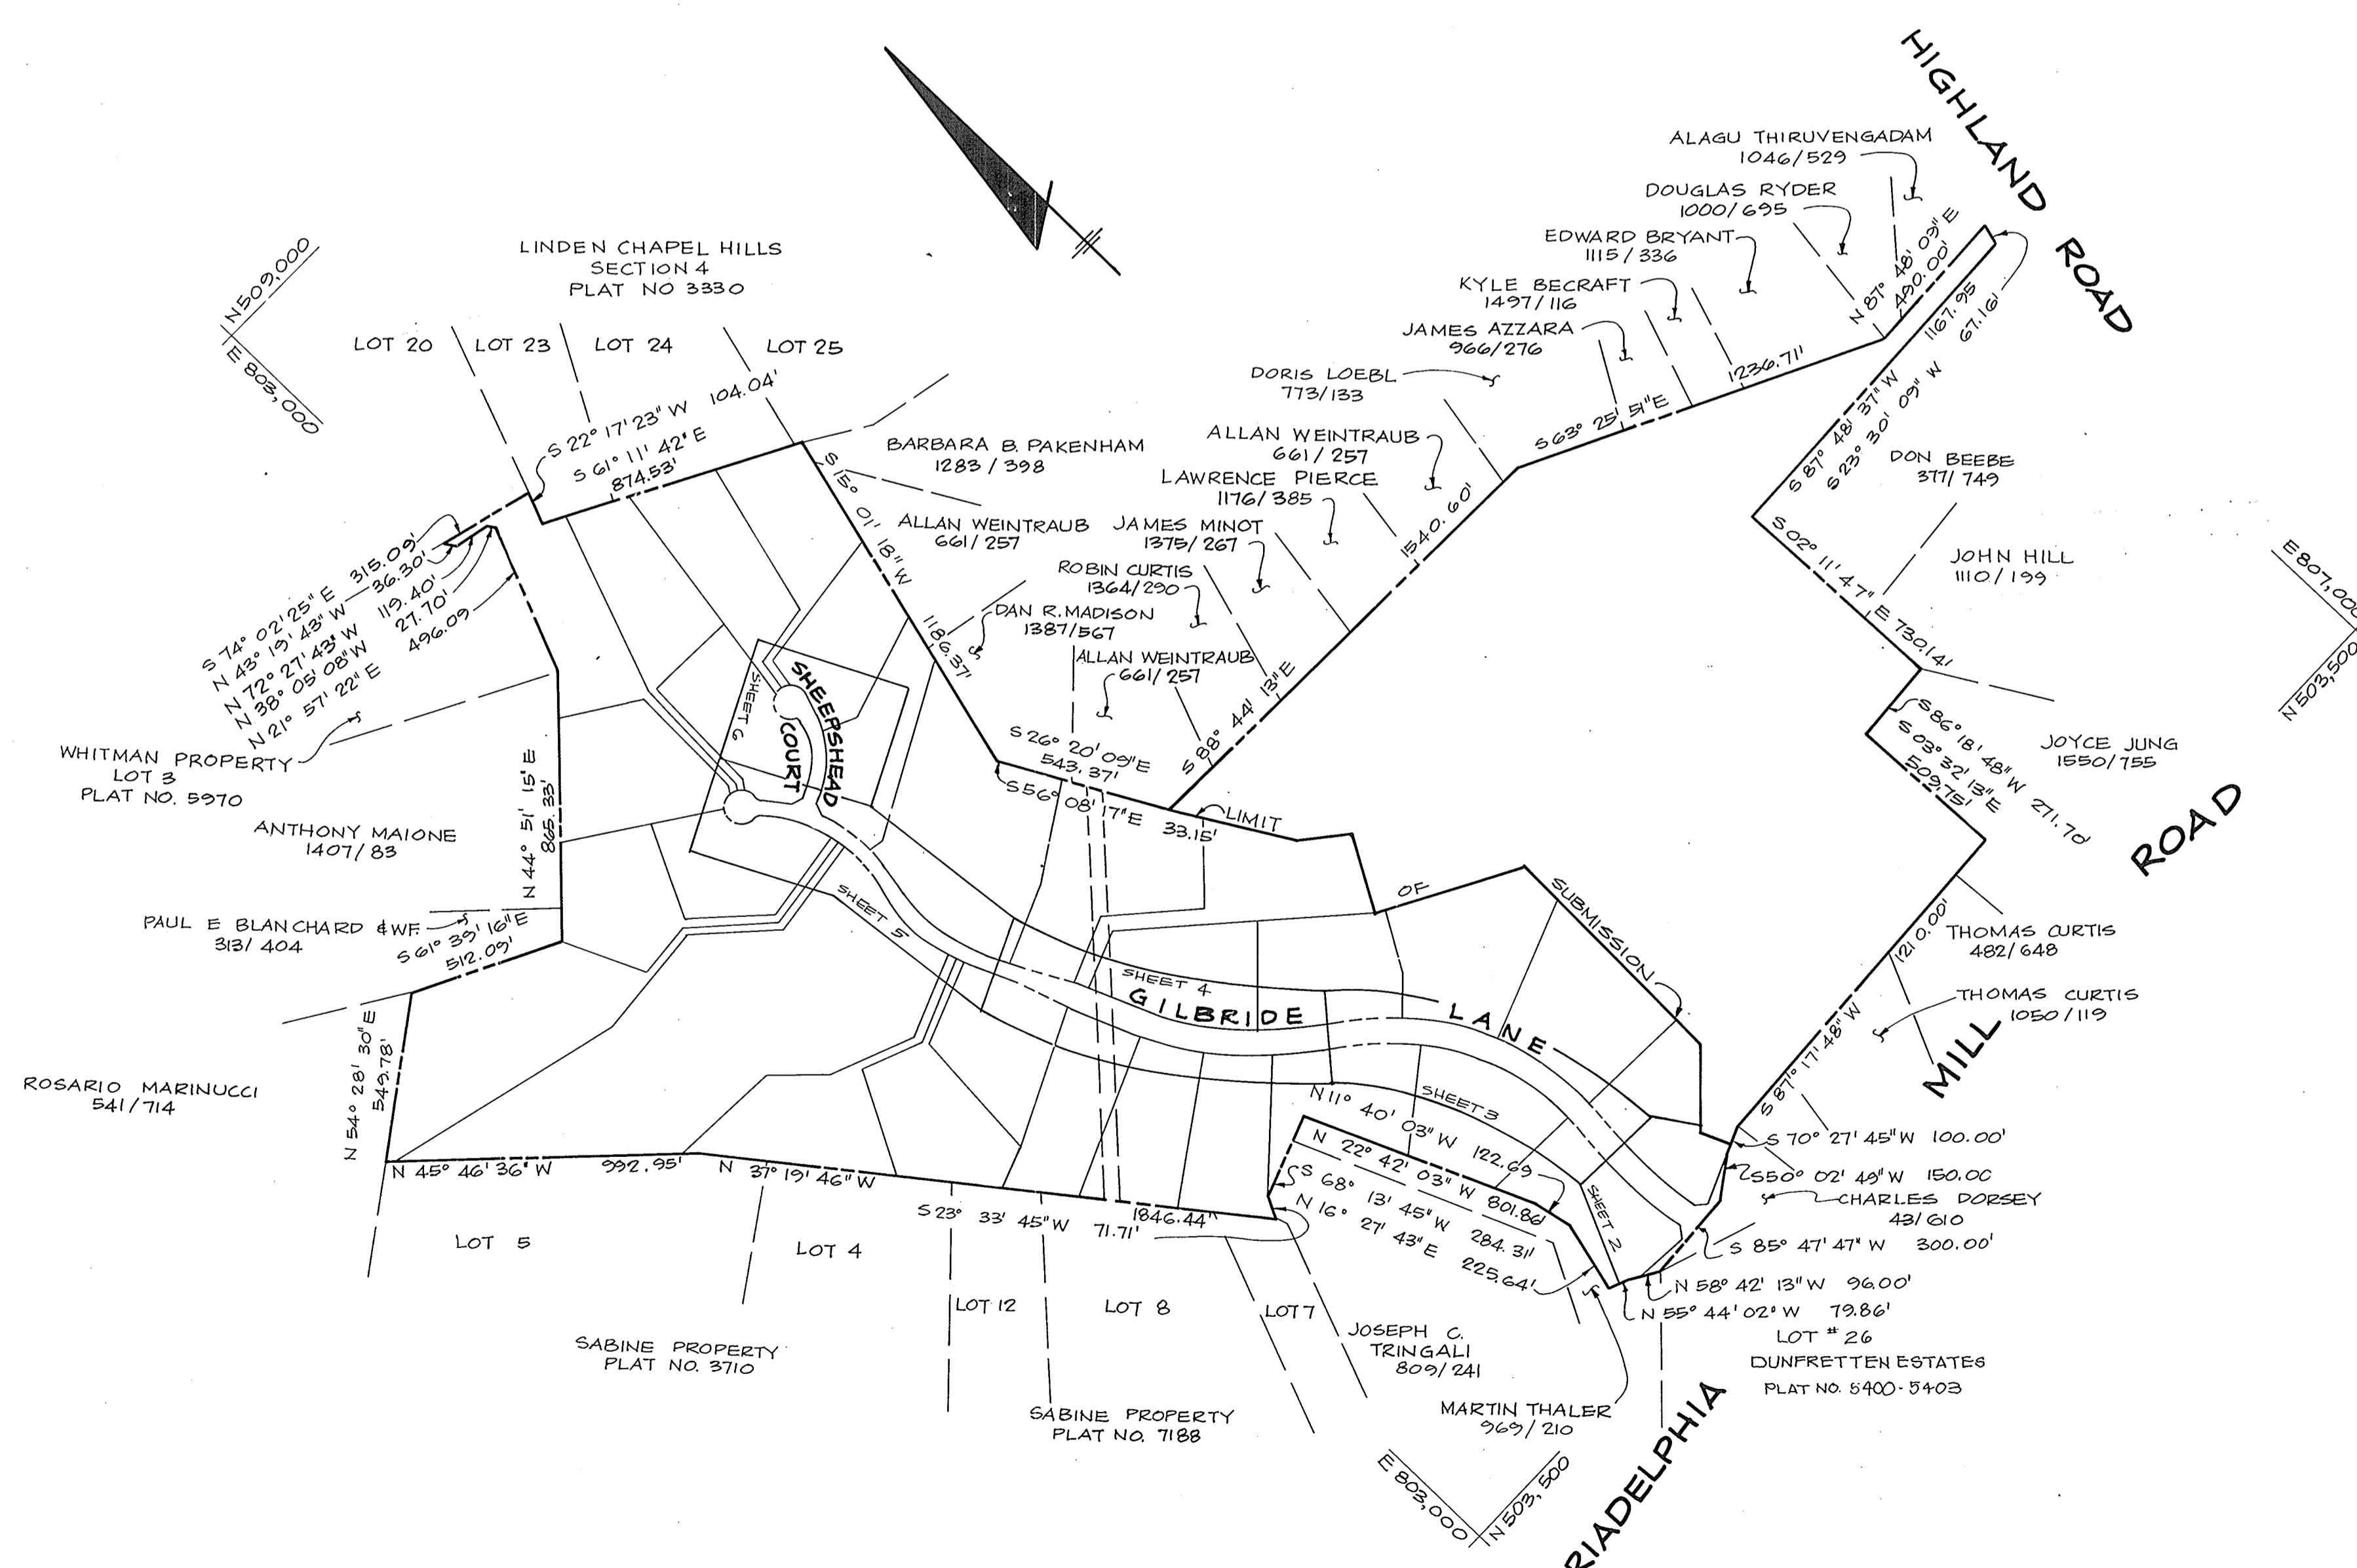 HIGHLAND ROAD
ALAGU THIRUVENGADAM
1046/529
DOUGLAS RYDER
1000/695
EDWARD BRYANT
1115/336
KYLE BECRAFT
1497/116
JAMES AZZARA
966/276
DORIS LOEBL
773/133
N 87° 48' 09" E
490.00'
1167.95
67.16'
S 87° 48' 37" W
S 23° 30' 09" W
1236.71'
S 63° 25' 51" E
N 509,000
E 803,000
LINDEN CHAPEL HILLS
SECTION 4
PLAT NO 3330
LOT 20
LOT 23
LOT 24
LOT 25
S 22° 17' 23" W 104.04'
S 61° 11' 42" E
874.53'
BARBARA B. PAKENHAM
1283 / 398
ALLAN WEINTRAUB
661/257
LAWRENCE PIERCE
1176/385
ALLAN WEINTRAUB
661/257
JAMES MINOT
1375/267
ROBIN CURTIS
1364/290
DAN R. MADISON
1387/567
ALLAN WEINTRAUB
661/257
1540.60'
S 88° 44' 13" E
S 15° 01' 18" W
1186.37'
DON BEEBE
377/749
JOHN HILL
1110/199
S 02° 11' 47" E 730.14'
E 807,000
N 503,500
S 86° 18' 48" W 271.70'
S 03° 32' 13" E
509.75'
JOYCE JUNG
1550/755
S 74° 02' 25" E 315.09'
N 43° 19' 43" W 36.30'
N 72° 27' 43" W 119.40'
N 38° 05' 08" W 27.70'
N 21° 57' 22" E 496.09
WHITMAN PROPERTY
LOT 3
PLAT NO. 5970
ANTHONY MAIONE
1407/83
N 44° 51' 15" E
865.33'
PAUL E BLANCHARD & WF.
313/404
S 61° 39' 16" E
512.09'
SHEET 6
SHEEPSHEAD
COURT
SHEET 5
S 26° 20' 09" E
543.37'
S 56° 08' 17" E 33.15'
LIMIT
OF
SUBMISSION
SHEET 4
GILBRIDE LANE
MILL ROAD
1210.00'
THOMAS CURTIS
482/648
THOMAS CURTIS
1050/119
S 87° 17' 48" W
N 54° 28' 30" E
549.78'
ROSARIO MARINUCCI
541/714
N 45° 46' 36" W 992.95'
N 37° 19' 46" W
1846.44'
S 23° 33' 45" W 71.71'
SHEET 3
N 11° 40' 03" W 122.69
N 22° 42' 03" W 801.86'
S 68° 13' 45" W 284.31'
N 16° 27' 43" E 225.64'
SHEET 2
S 70° 27' 45" W 100.00'
S 50° 02' 49" W 150.00
CHARLES DORSEY
43/610
S 85° 47' 47" W 300.00'
N 58° 42' 13" W 96.00'
N 55° 44' 02" W 79.86'
LOT # 26
DUNFRETTEN ESTATES
PLAT NO. 5400-5403
LOT 5
LOT 4
LOT 12
LOT 8
LOT 7
SABINE PROPERTY
PLAT NO. 3710
SABINE PROPERTY
PLAT NO. 7188
JOSEPH C.
TRINGALI
809/241
MARTIN THALER
969/210
E 803,000
N 503,500
RIADELPHIA